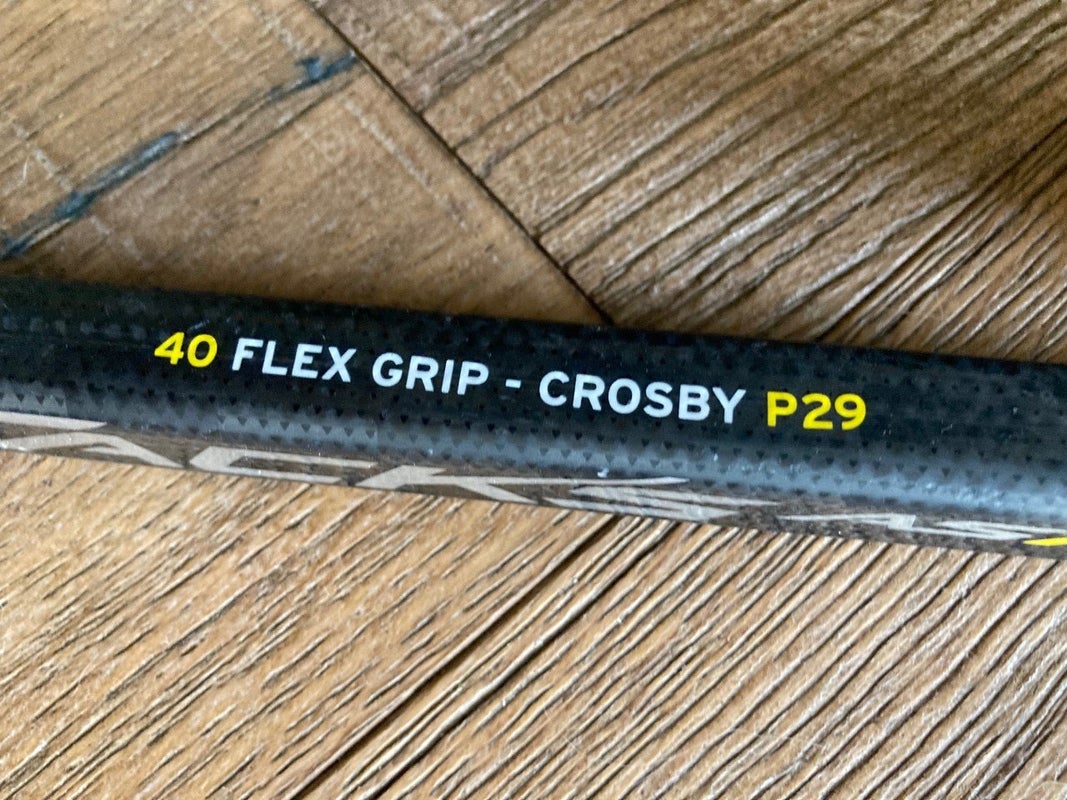 40 FLEX GRIP - CROSBY P29